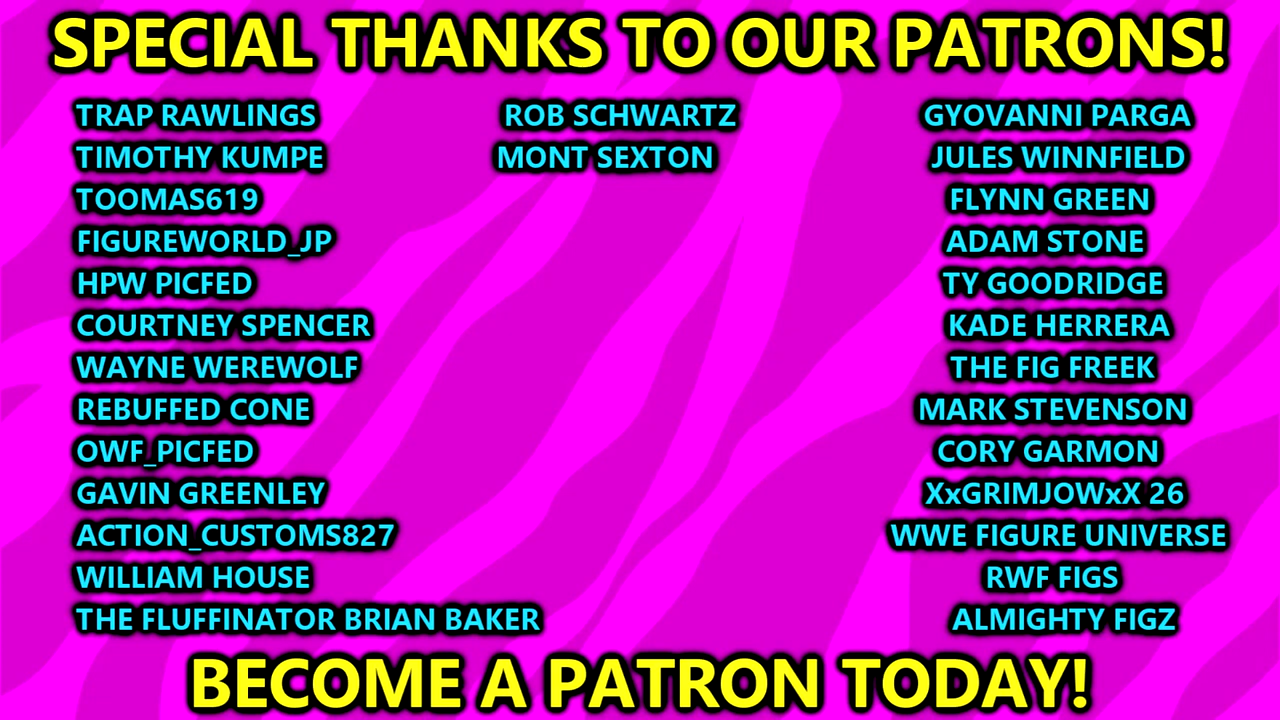 SPECIAL THANKS TO OUR PATRONS!
TRAP RAWLINGS
TIMOTHY KUMPE
TOOMAS619
FIGUREWORLD_JP
HPW PICFED
COURTNEY SPENCER
WAYNE WEREWOLF
REBUFFED CONE
OWF_PICFED
GAVIN GREENLEY
ACTION_CUSTOMS827
WILLIAM HOUSE
THE FLUFFINATOR BRIAN BAKER
ROB SCHWARTZ
MONT SEXTON
GYOVANNI PARGA
JULES WINNFIELD
FLYNN GREEN
ADAM STONE
TY GOODRIDGE
KADE HERRERA
THE FIG FREEK
MARK STEVENSON
CORY GARMON
XxGRIMJOWxX 26
WWE FIGURE UNIVERSE
RWF FIGS
ALMIGHTY FIGZ
BECOME A PATRON TODAY!